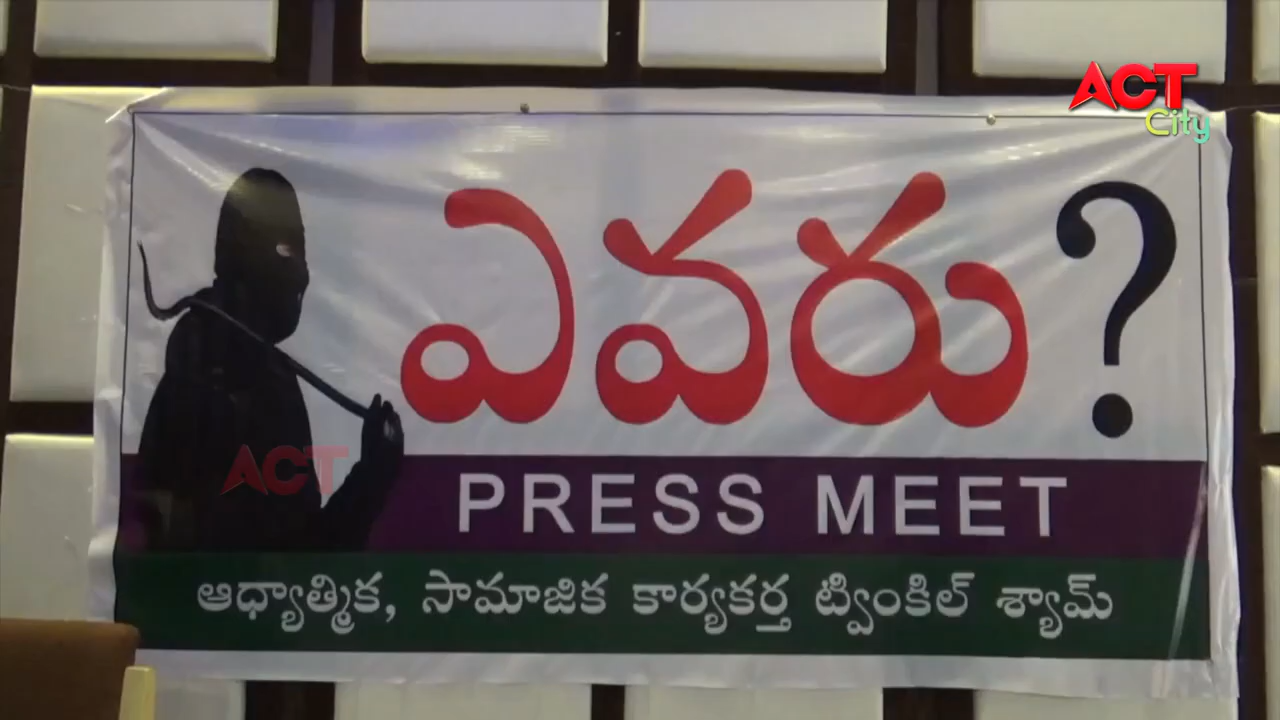 ACT
City
ఎవరు?
ACT
PRESS MEET
ఆధ్యాత్మిక, సామాజిక కార్యకర్త ట్వింకిల్ శ్యామ్